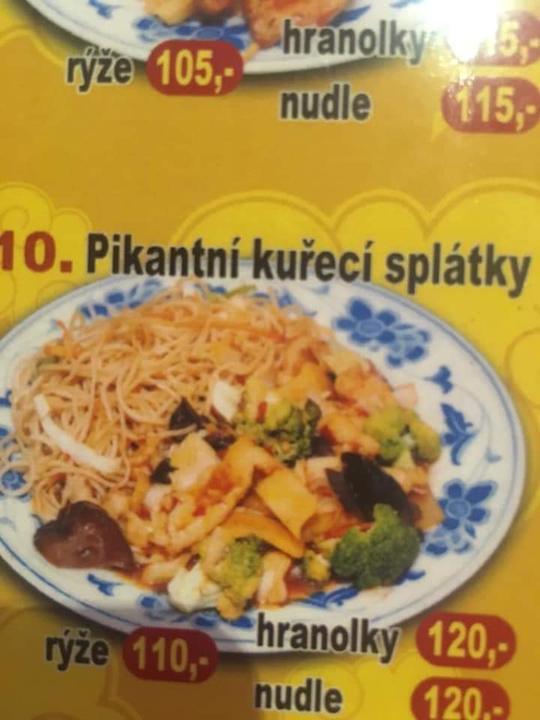 hranolky
rýže 105,-
nudle 115,-
10. Pikantní kuřecí splátky
hranolky 120,-
rýže 110,-
nudle 120,-